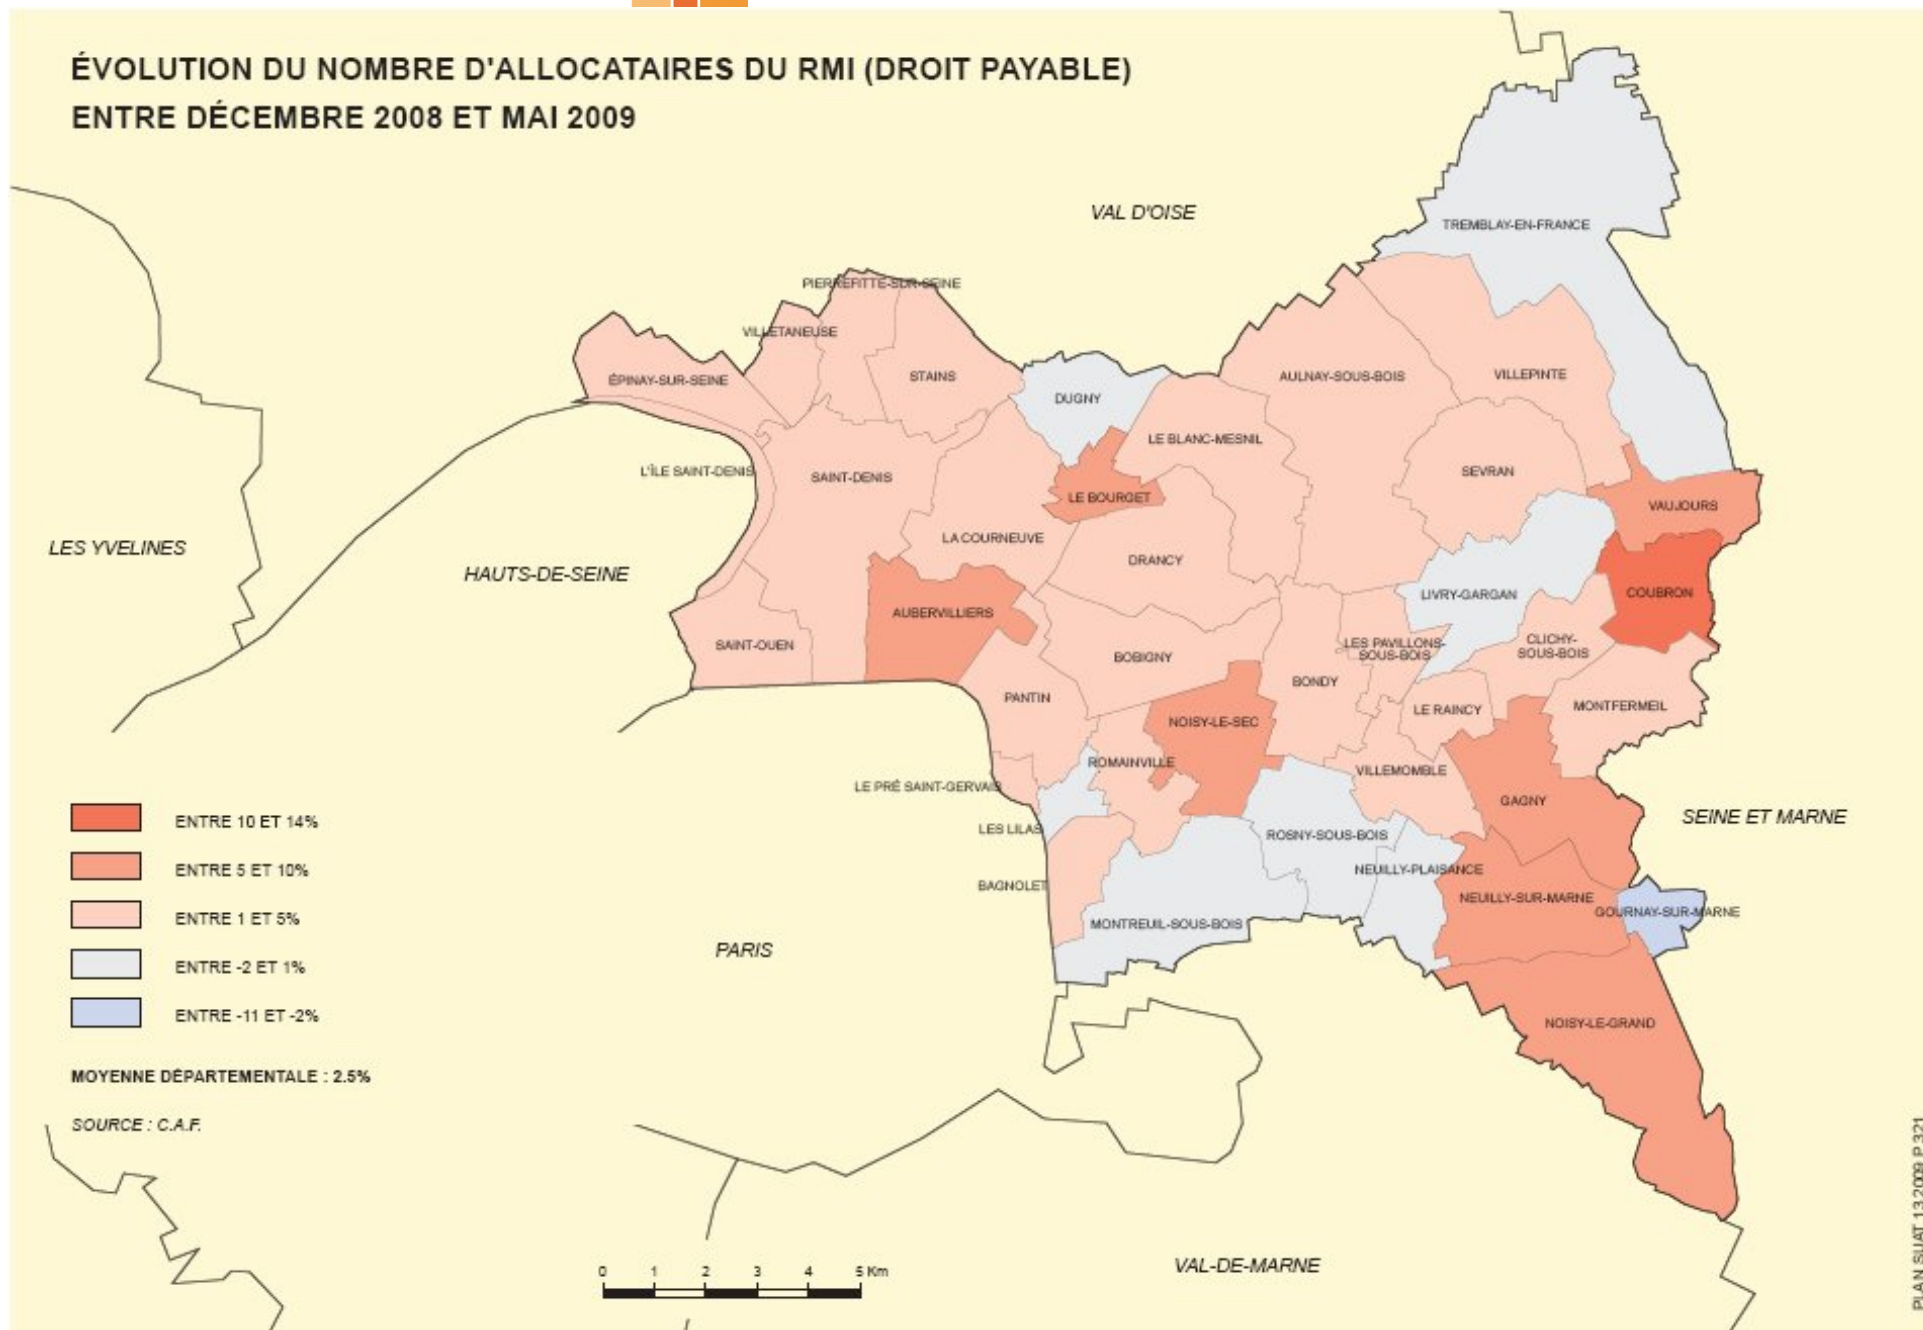 ÉVOLUTION DU NOMBRE D'ALLOCATAIRES DU RMI (DROIT PAYABLE)
ENTRE DÉCEMBRE 2008 ET MAI 2009
VAL D'OISE
TREMBLAY-EN-FRANCE
PIERREFITTE-SUR-SEINE
VILLETANEUSE
ÉPINAY-SUR-SEINE
STAINS
AULNAY-SOUS-BOIS
VILLEPINTE
DUGNY
LE BLANC-MESNIL
L'ÎLE SAINT-DENIS
SAINT-DENIS
SEVRAN
LE BOURGET
VAUJOURS
LES YVELINES
HAUTS-DE-SEINE
LA COURNEUVE
DRANCY
LIVRY-GARGAN
COUBRON
AUBERVILLIERS
SAINT-OUEN
BOBIGNY
LES PAVILLONS-
SOUS-BOIS
CLICHY-
SOUS-BOIS
BONDY
PANTIN
NOISY-LE-SEC
LE RAINCY
MONTFERMEIL
ROMAINVILLE
VILLEMOMBLE
LE PRÉ SAINT-GERVAIS
GAGNY
SEINE ET MARNE
LES LILAS
ROSNY-SOUS-BOIS
NEUILLY-PLAISANCE
BAGNOLET
NEUILLY-SUR-MARNE
GOURNAY-SUR-MARNE
MONTREUIL-SOUS-BOIS
PARIS
NOISY-LE-GRAND
VAL-DE-MARNE
ENTRE 10 ET 14%
ENTRE 5 ET 10%
ENTRE 1 ET 5%
ENTRE -2 ET 1%
ENTRE -11 ET -2%
MOYENNE DÉPARTEMENTALE : 2.5%
SOURCE : C.A.F.
0 1 2 3 4 5 Km
PLAN SUAT 13/2009 P 321